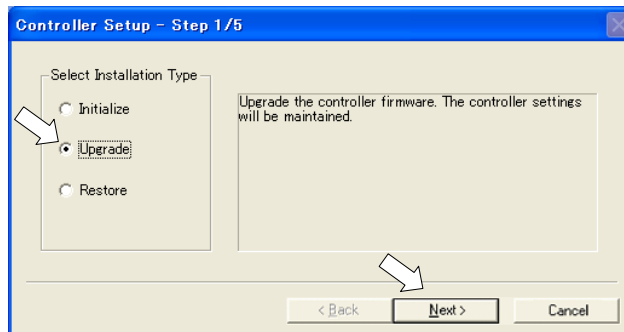 Controller Setup - Step 1/5
Select Installation Type
Initialize
Upgrade
Restore
Upgrade the controller firmware. The controller settings
will be maintained.
< Back
Next >
Cancel